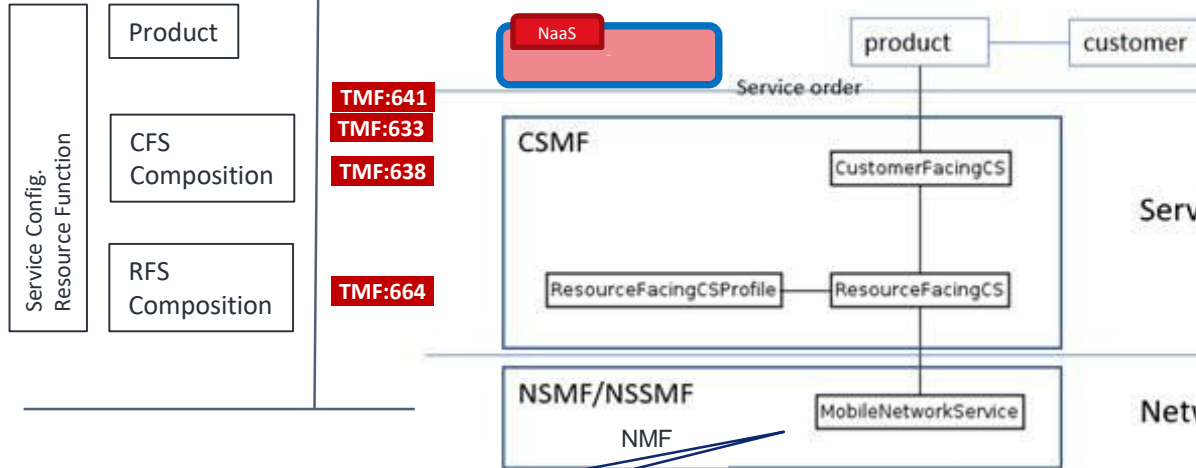 Service Config.
Resource Function
Product
CFS
Composition
RFS
Composition
TMF:641
TMF:633
TMF:638
TMF:664
NaaS
product
customer
Service order
CSMF
CustomerFacingCS
ResourceFacingCSProfile
ResourceFacingCS
Serv
NSMF/NSSMF
MobileNetworkService
NMF
Netw